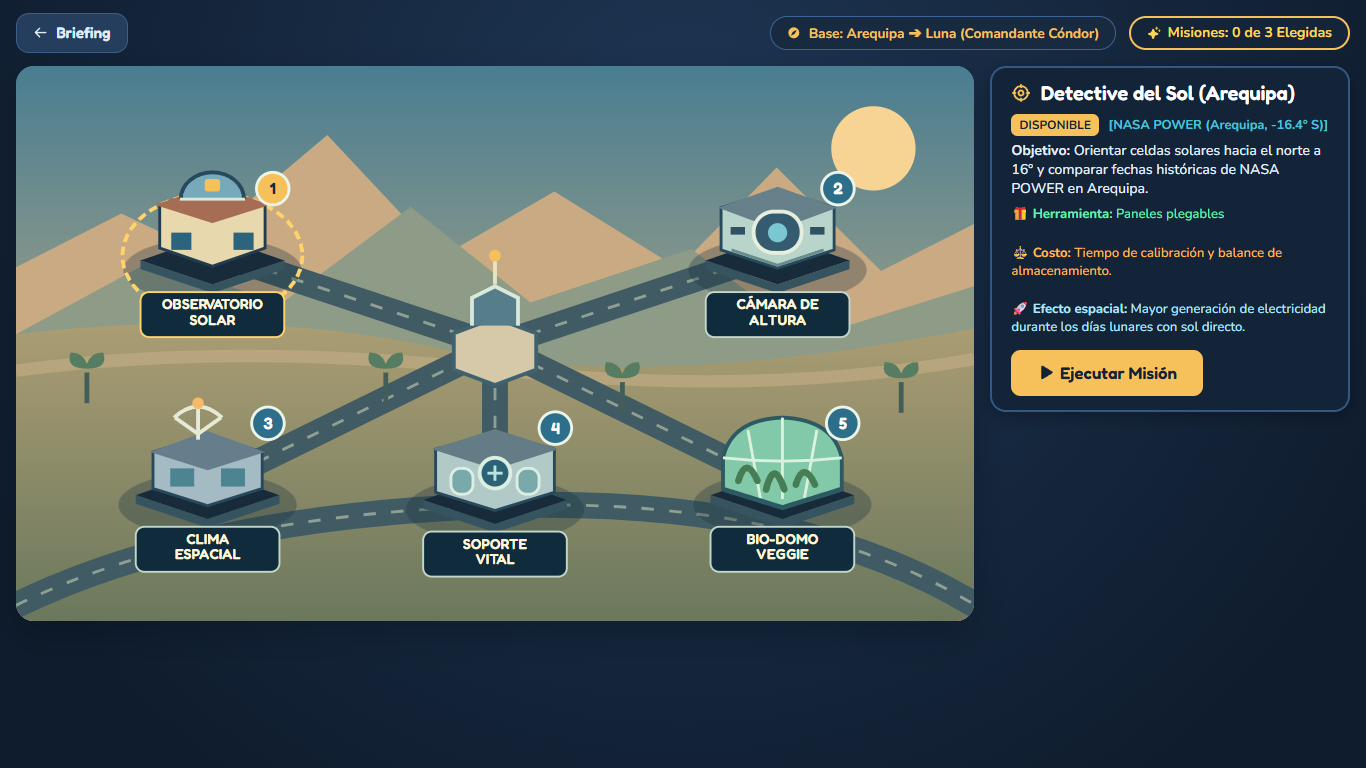 ← Briefing
Base: Arequipa ➔ Luna (Comandante Cóndor)
Misiones: 0 de 3 Elegidas
1
OBSERVATORIO
SOLAR
2
CÁMARA DE
ALTURA
3
CLIMA
ESPACIAL
4
SOPORTE
VITAL
5
BIO-DOMO
VEGGIE
Detective del Sol (Arequipa)
DISPONIBLE [NASA POWER (Arequipa, -16.4° S)]
Objetivo: Orientar celdas solares hacia el norte a
16° y comparar fechas históricas de NASA
POWER en Arequipa.
🎁 Herramienta: Paneles plegables
⚖️ Costo: Tiempo de calibración y balance de
almacenamiento.
🚀 Efecto espacial: Mayor generación de electricidad
durante los días lunares con sol directo.
▶ Ejecutar Misión